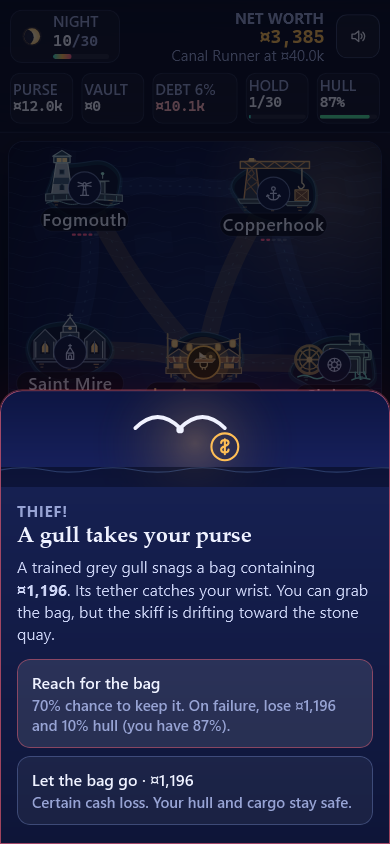 NIGHT
10/30
NET WORTH
¤3,385
Canal Runner at ¤40.0k
PURSE
¤12.0k
VAULT
¤0
DEBT 6%
¤10.1k
HOLD
1/30
HULL
87%
Fogmouth
Copperhook
Saint Mire
THIEF!
A gull takes your purse
A trained grey gull snags a bag containing
¤1,196. Its tether catches your wrist. You can grab
the bag, but the skiff is drifting toward the stone
quay.
Reach for the bag
70% chance to keep it. On failure, lose ¤1,196
and 10% hull (you have 87%).
Let the bag go · ¤1,196
Certain cash loss. Your hull and cargo stay safe.